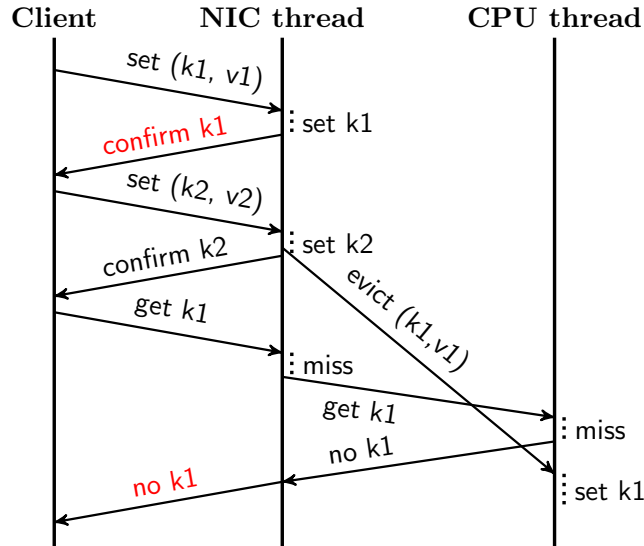 Client NIC thread CPU thread
set (k1, v1)
set k1
confirm k1
set (k2, v2)
set k2
confirm k2
evict (k1,v1)
get k1
miss
get k1
miss
no k1
no k1
set k1